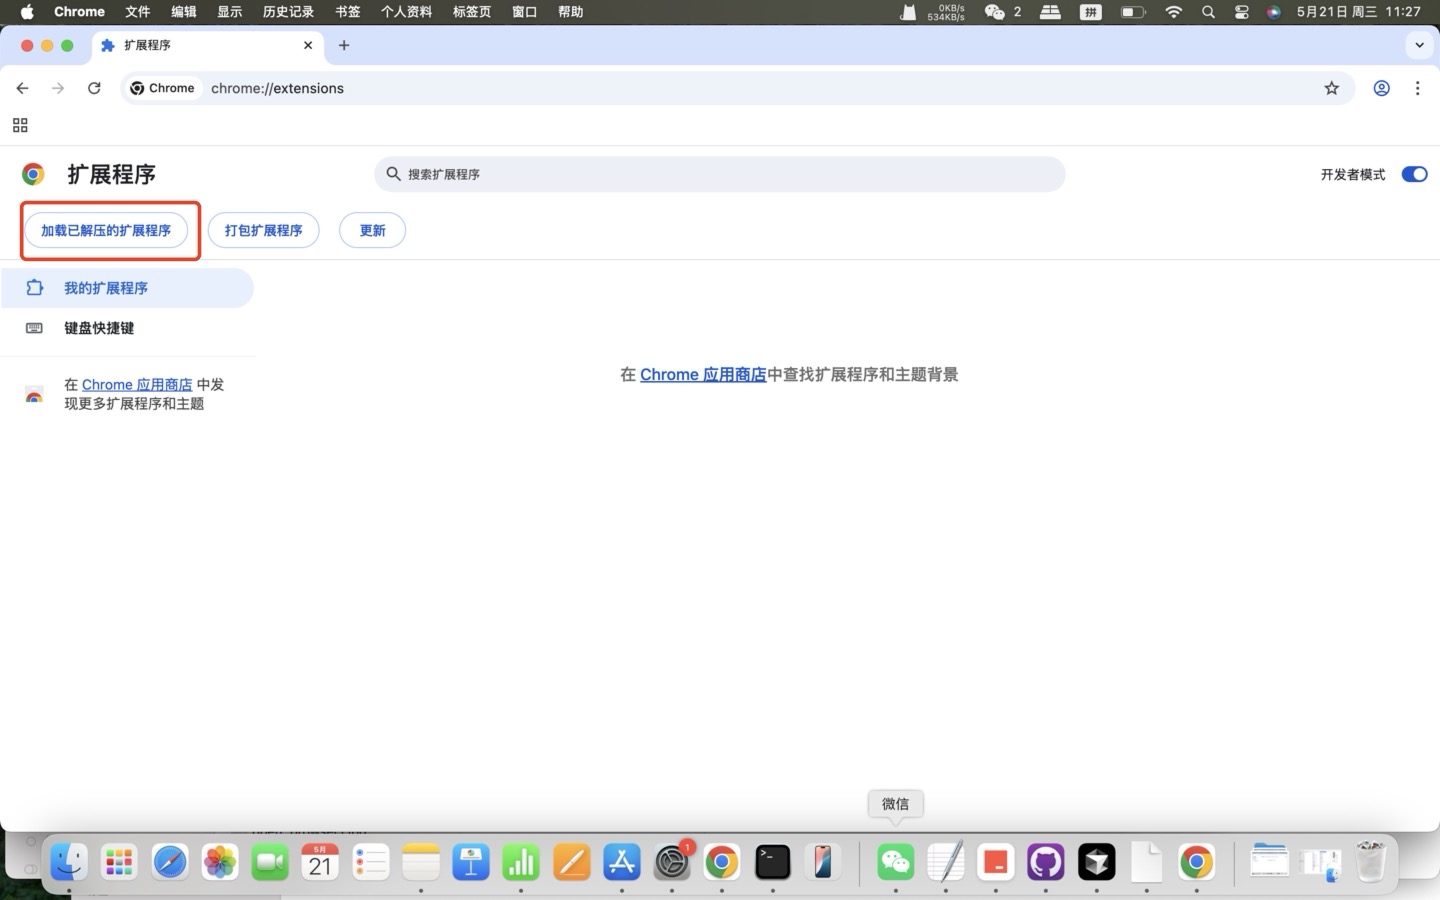 Chrome 文件 编辑 显示 历史记录 书签 个人资料 标签页 窗口 帮助 0KB/s 534KB/s 2 拼 5月21日 周三 11:27
扩展程序
Chrome chrome://extensions
扩展程序 搜索扩展程序 开发者模式
加载已解压的扩展程序 打包扩展程序 更新
我的扩展程序
键盘快捷键
在 Chrome 应用商店 中发
现更多扩展程序和主题
在 Chrome 应用商店中查找扩展程序和主题背景
微信
5月
21
1